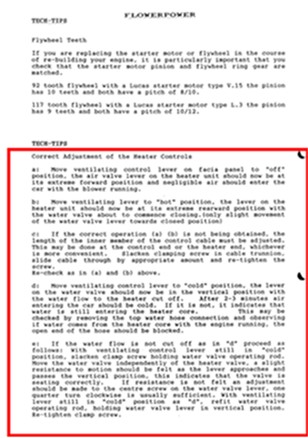 FLOWERPOWER
TECH-TIPS
Flywheel Teeth
If you are replacing the starter motor or flywheel in the course
of re-building your engine, it is particularly important that you
check that the starter motor pinion and flywheel ring gear are
matched.
92 tooth flywheel with a Lucas starter motor type V.15 the pinion
has 10 teeth and both have a pitch of 8/10.
117 tooth flywheel with a Lucas starter motor type L.3 the pinion
has 9 teeth and both have a pitch of 10/12.
TECH-TIPS
Correct Adjustment of the Heater Controls
a: Move ventilating control lever on facia panel to "off"
position, the air valve lever on the heater unit should now be at
its extreme forward position and negligible air should enter the
car with the blower running.
b: Move ventilating lever to "hot" position, the lever on the
heater unit should now be at its extreme rearward position with
the water valve about to commence closing.(only slight movement
of the water valve lever towards closed position)
c: If the correct operation (a) (b) is not being obtained, the
length of the inner member of the control cable must be adjusted.
This may be done at the control end or the heater end, whichever
is more convenient. Slacken clamping screw in cable trunnion,
slide cable through by appropriate amount and re-tighten the
screw.
Re-check as in (a) and (b) above.
d: Move ventilating control lever to "cold" position, the lever
on the water valve should now be in the vertical position with
the water flow to the heater cut off. After 2-3 minutes air
entering the car should be cold. if it is not, it indicates that
water is still entering the heater core. This may be
checked by removing the top water hose connection and observing
if water comes from the heater core with the engine running, the
open end of the hose should be blocked.
e: If the water flow is not cut off as in "d" proceed as
follows: With ventilating control lever still in "cold"
position, slacken clamp screw holding water valve operating rod.
Move the water valve independently of the heater valve, a slight
resistance to motion should be felt as the lever approaches and
passes the vertical position, this indicates that the valve is
seating correctly. If resistance is not felt an adjustment
should be made to the centre screw on the water valve lever, one
quarter turn clockwise is usually sufficient. With ventilating
lever still in "cold" position as "d", refit water valve
operating rod, holding water valve lever in vertical position.
Re-tighten clamp screw.